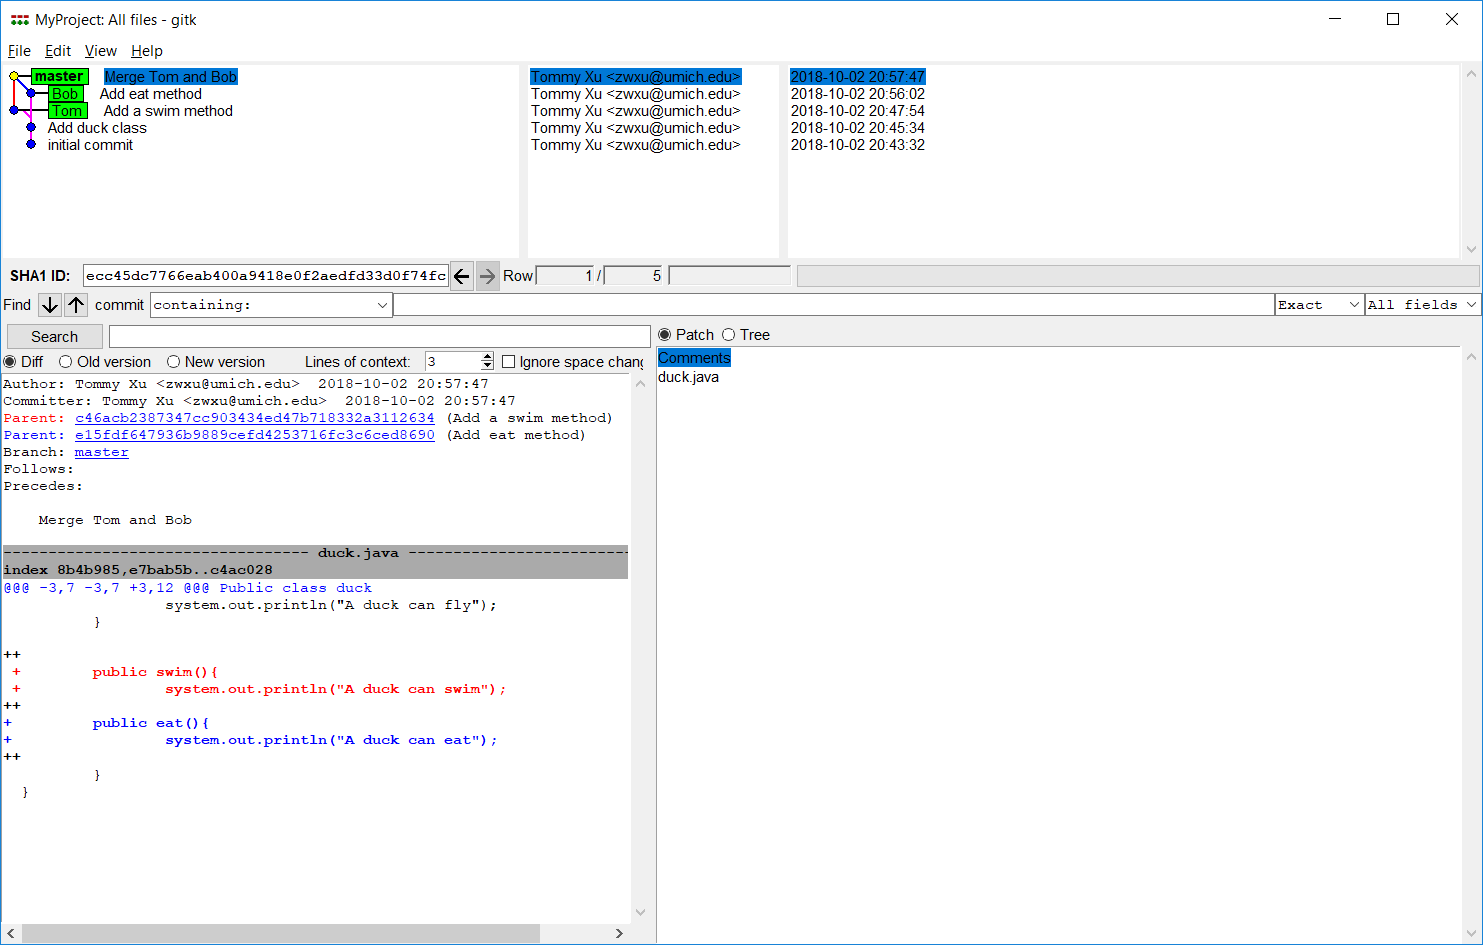 MyProject: All files - gitk
File Edit View Help
master Merge Tom and Bob Tommy Xu <zwxu@umich.edu> 2018-10-02 20:57:47
Bob Add eat method Tommy Xu <zwxu@umich.edu> 2018-10-02 20:56:02
Tom Add a swim method Tommy Xu <zwxu@umich.edu> 2018-10-02 20:47:54
Add duck class Tommy Xu <zwxu@umich.edu> 2018-10-02 20:45:34
initial commit Tommy Xu <zwxu@umich.edu> 2018-10-02 20:43:32
SHA1 ID: ecc45dc7766eab400a9418e0f2aedfd33d0f74fc Row 1 / 5
Find commit containing: Exact All fields
Search
Patch Tree
Diff Old version New version Lines of context: 3 Ignore space chang
Comments
duck.java
Author: Tommy Xu <zwxu@umich.edu> 2018-10-02 20:57:47
Committer: Tommy Xu <zwxu@umich.edu> 2018-10-02 20:57:47
Parent: c46acb2387347cc903434ed47b718332a3112634 (Add a swim method)
Parent: e15fdf647936b9889cefd4253716fc3c6ced8690 (Add eat method)
Branch: master
Follows:
Precedes:
Merge Tom and Bob
---------------------------------- duck.java -------------------------
index 8b4b985,e7bab5b..c4ac028
@@@ -3,7 -3,7 +3,12 @@@ Public class duck
system.out.println("A duck can fly");
}
++
+ public swim(){
+ system.out.println("A duck can swim");
++
+ public eat(){
+ system.out.println("A duck can eat");
++
}
}